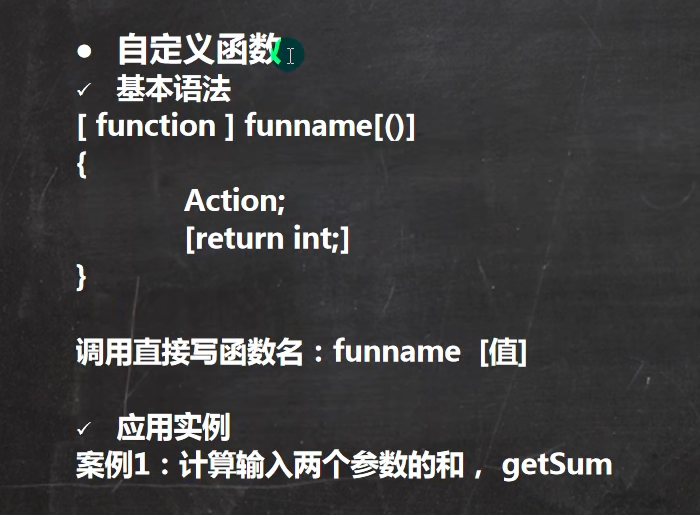 ● 自定义函数
✓ 基本语法
[ function ] funname[()]
{
Action;
[return int;]
}
调用直接写函数名：funname [值]
✓ 应用实例
案例1：计算输入两个参数的和， getSum